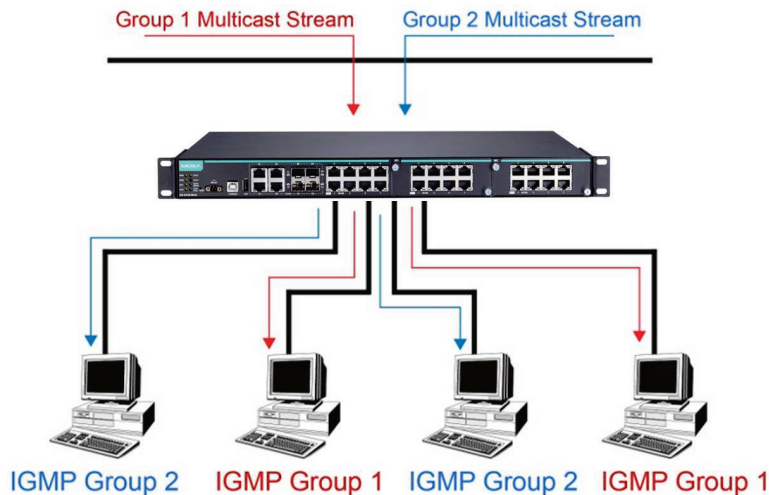 Group 1 Multicast Stream
Group 2 Multicast Stream
IGMP Group 2
IGMP Group 1
IGMP Group 2
IGMP Group 1